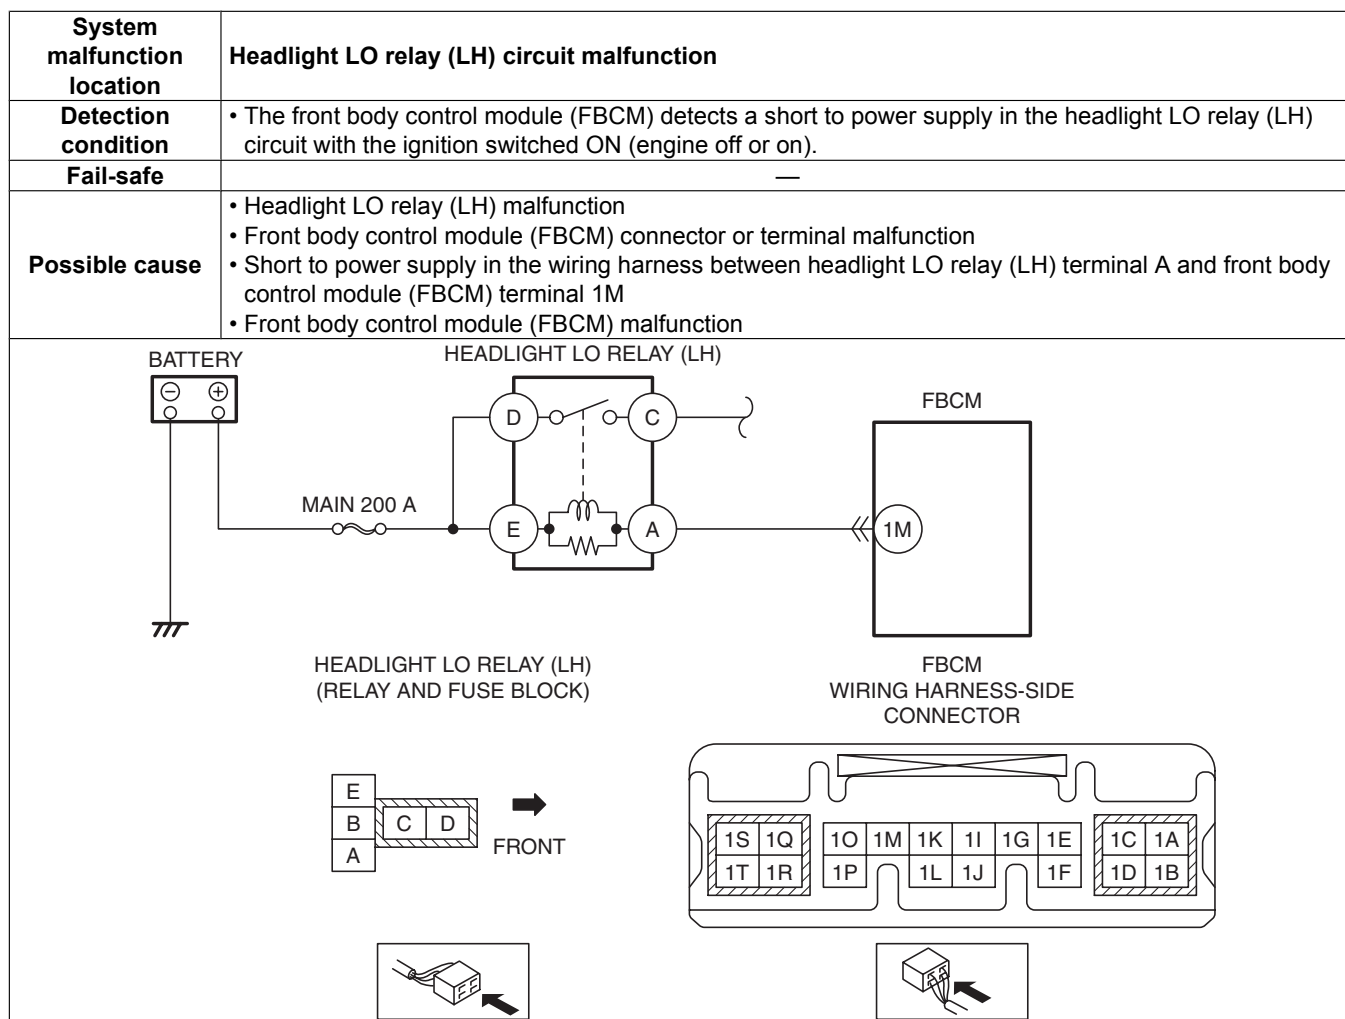 System
malfunction
location
Headlight LO relay (LH) circuit malfunction
Detection
condition
• The front body control module (FBCM) detects a short to power supply in the headlight LO relay (LH)
circuit with the ignition switched ON (engine off or on).
Fail-safe
—
Possible cause
• Headlight LO relay (LH) malfunction
• Front body control module (FBCM) connector or terminal malfunction
• Short to power supply in the wiring harness between headlight LO relay (LH) terminal A and front body
control module (FBCM) terminal 1M
• Front body control module (FBCM) malfunction
BATTERY
− +
HEADLIGHT LO RELAY (LH)
FBCM
D C
MAIN 200 A
E A
1M
HEADLIGHT LO RELAY (LH)
(RELAY AND FUSE BLOCK)
FBCM
WIRING HARNESS-SIDE
CONNECTOR
E
B C D
A
FRONT
1S 1Q 1O 1M 1K 1I 1G 1E 1C 1A
1T 1R 1P 1L 1J 1F 1D 1B